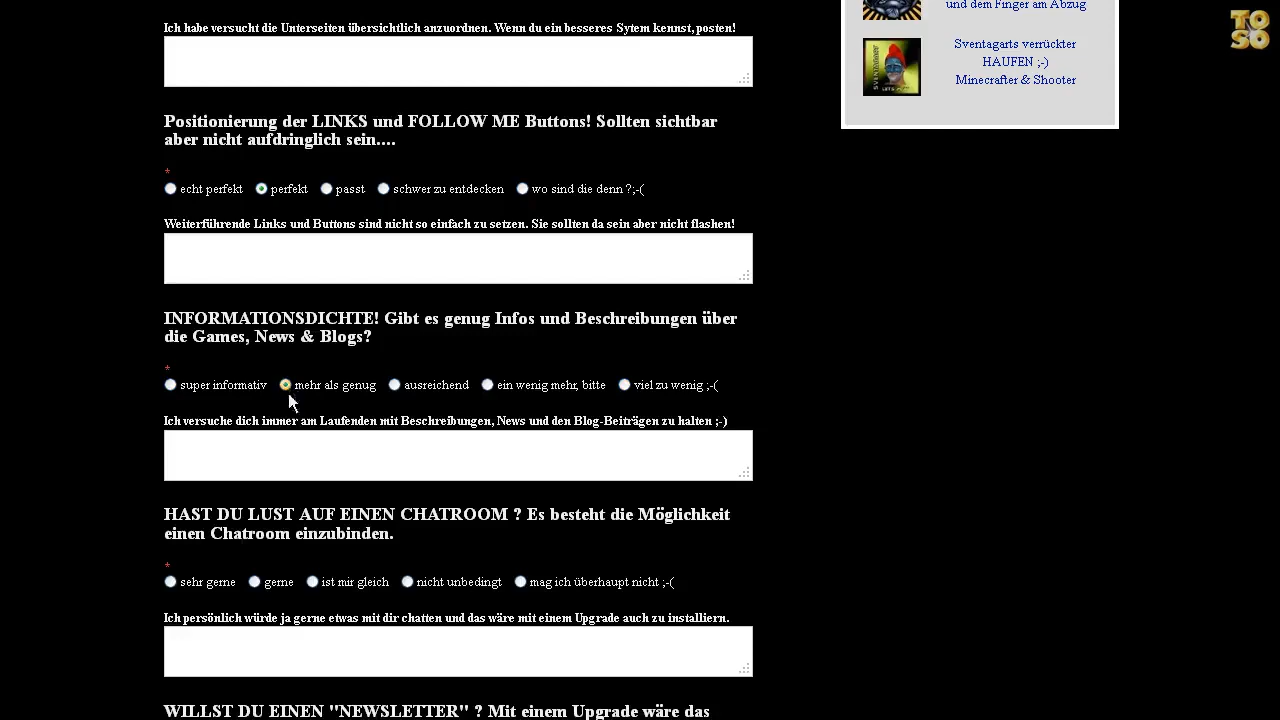 Ich habe versucht die Unterseiten übersichtlich anzuordnen. Wenn du ein besseres Sytem kennst, posten!
Positionierung der LINKS und FOLLOW ME Buttons! Sollten sichtbar
aber nicht aufdringlich sein....
*
echt perfekt perfekt passt schwer zu entdecken wo sind die denn ?;-(
Weiterführende Links und Buttons sind nicht so einfach zu setzen. Sie sollten da sein aber nicht flashen!
INFORMATIONSDICHTE! Gibt es genug Infos und Beschreibungen über
die Games, News & Blogs?
*
super informativ mehr als genug ausreichend ein wenig mehr, bitte viel zu wenig ;-(
Ich versuche dich immer am Laufenden mit Beschreibungen, News und den Blog-Beiträgen zu halten ;-)
HAST DU LUST AUF EINEN CHATROOM ? Es besteht die Möglichkeit
einen Chatroom einzubinden.
*
sehr gerne gerne ist mir gleich nicht unbedingt mag ich überhaupt nicht ;-(
Ich persönlich würde ja gerne etwas mit dir chatten und das wäre mit einem Upgrade auch zu installiern.
WILLST DU EINEN "NEWSLETTER" ? Mit einem Upgrade wäre das
und dem Finger am Abzug
SVENTAGART
Sventagarts verrückter
HAUFEN ;-)
Minecrafter & Shooter
TO
SO